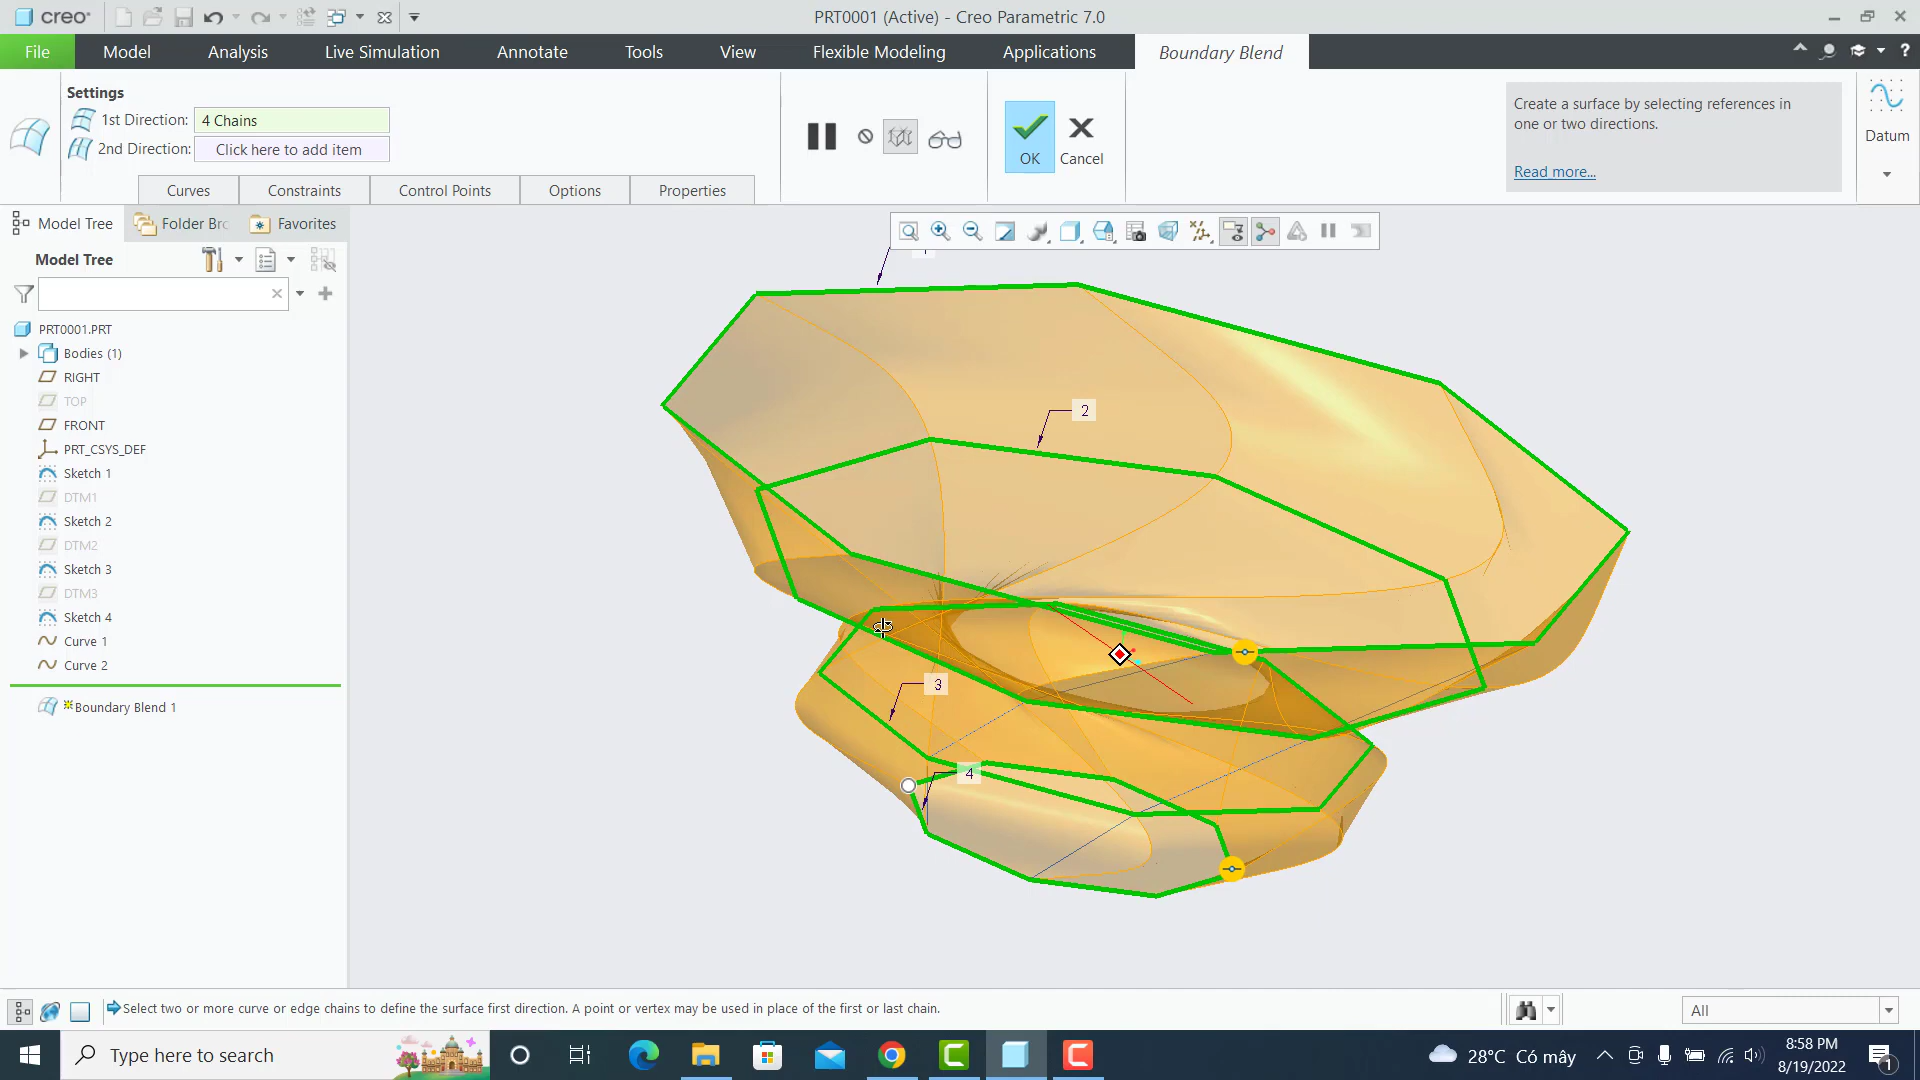 creo
PRT0001 (Active) - Creo Parametric 7.0
File
Model
Analysis
Live Simulation
Annotate
Tools
View
Flexible Modeling
Applications
Boundary Blend
Settings
1st Direction:
4 Chains
2nd Direction:
Click here to add item
OK
Cancel
Create a surface by selecting references in
one or two directions.
Read more...
Datum
Curves
Constraints
Control Points
Options
Properties
Model Tree
Folder Brc
Favorites
Model Tree
PRT0001.PRT
Bodies (1)
RIGHT
TOP
FRONT
PRT_CSYS_DEF
Sketch 1
DTM1
Sketch 2
DTM2
Sketch 3
DTM3
Sketch 4
Curve 1
Curve 2
Boundary Blend 1
2
3
4
Select two or more curve or edge chains to define the surface first direction. A point or vertex may be used in place of the first or last chain.
All
Type here to search
28°C Có mây
8:58 PM
8/19/2022
1